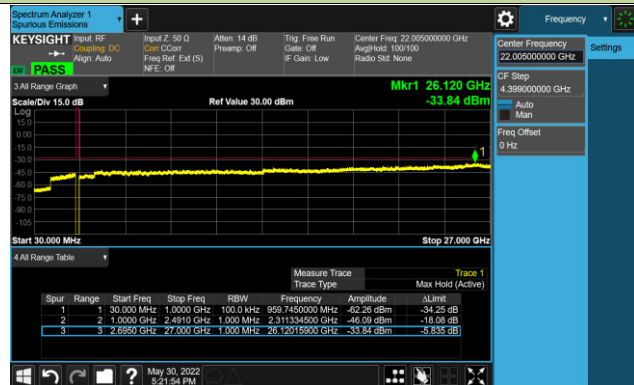 Spectrum Analyzer 1
Spurious Emissions
+
Frequency
KEYSIGHT
Input: RF
Coupling: DC
Align: Auto
Input Z: 50 Ω
Corr CCorr
Freq Ref: Ext (S)
NFE: Off
Atten: 14 dB
Preamp: Off
Trig: Free Run
Gate: Off
IF Gain: Low
Center Freq: 22.005000000 GHz
Avg|Hold: 100/100
Radio Std: None
LXI PASS
Center Frequency
22.005000000 GHz
Settings
CF Step
4.399000000 GHz
Auto
Man
Freq Offset
0 Hz
3 All Range Graph
Mkr1 26.120 GHz
-33.84 dBm
Scale/Div 15.0 dB
Ref Value 30.00 dBm
Log
15.0
0.00
-15.0
-30.0
-45.0
-60.0
-75.0
-90.0
-105
1
Start 30.000 MHz
Stop 27.000 GHz
4 All Range Table
Measure Trace Trace 1
Trace Type Max Hold (Active)
Spur Range Start Freq Stop Freq RBW Frequency Amplitude ΔLimit
1 1 30.000 MHz 1.0000 GHz 100.0 kHz 959.7450000 MHz -62.26 dBm -34.25 dB
2 2 1.0000 GHz 2.4910 GHz 1.000 MHz 2.311334500 GHz -46.09 dBm -18.08 dB
3 3 2.6950 GHz 27.000 GHz 1.000 MHz 26.12015900 GHz -33.84 dBm -5.835 dB
?
May 30, 2022
5:21:54 PM